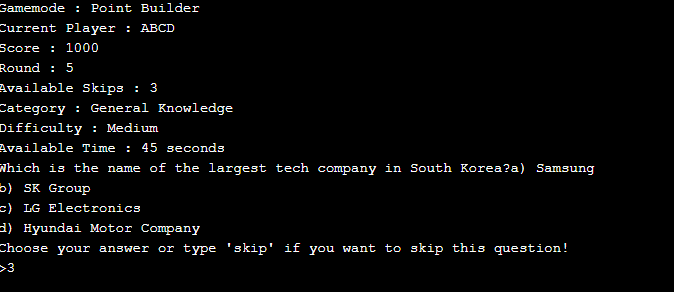 Gamemode : Point Builder
Current Player : ABCD
Score : 1000
Round : 5
Available Skips : 3
Category : General Knowledge
Difficulty : Medium
Available Time : 45 seconds
Which is the name of the largest tech company in South Korea?a) Samsung
b) SK Group
c) LG Electronics
d) Hyundai Motor Company
Choose your answer or type 'skip' if you want to skip this question!
>3